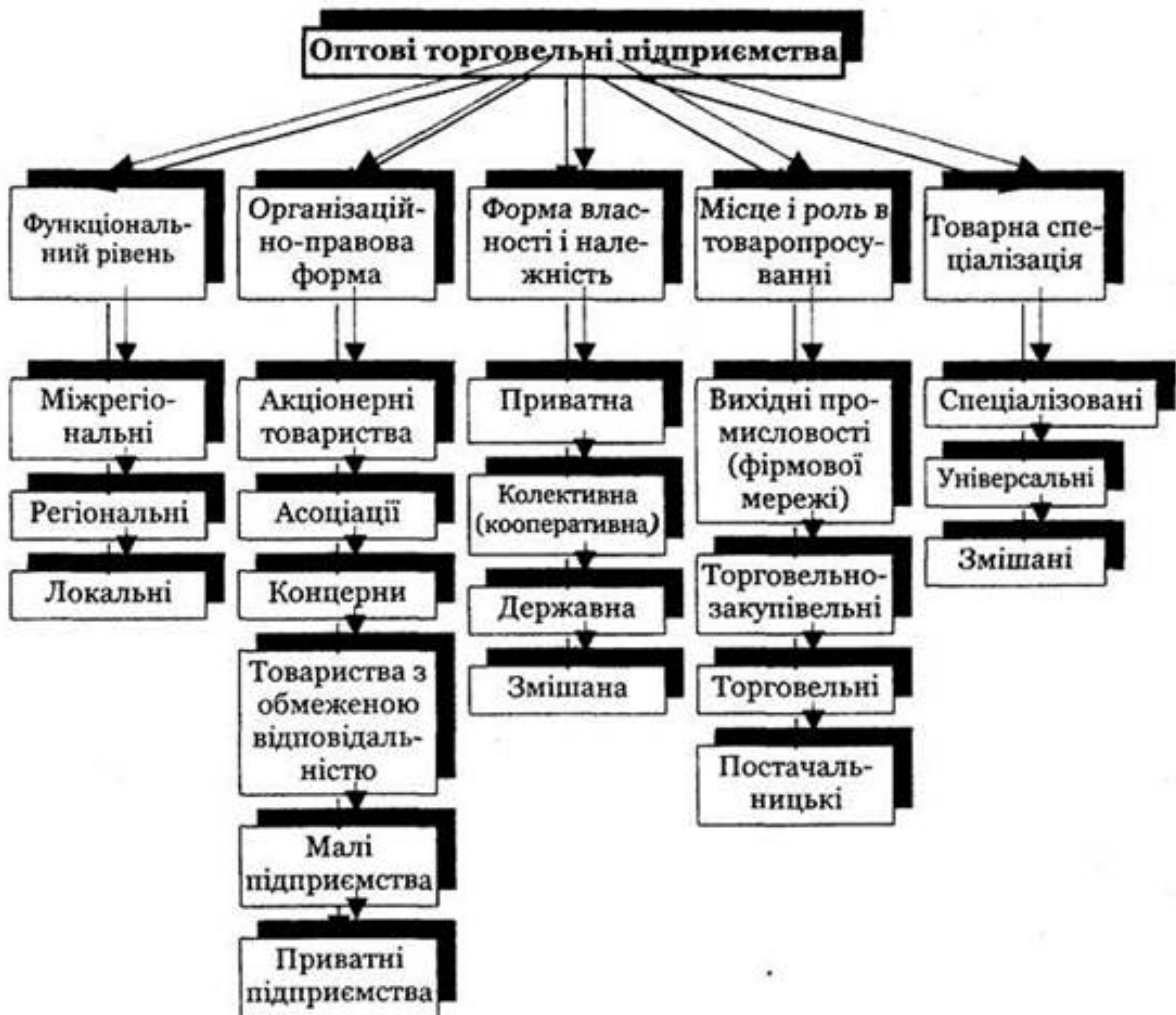 Оптові торговельні підприємства
Функціональ-
ний рівень
Організацій-
но-правова
форма
Форма влас-
ності і нале-
жність
Місце і роль в
товаропросу-
ванні
Товарна спе-
ціалізація
Міжрегіо-
нальні
Регіональні
Локальні
Акціонерні
товариства
Асоціації
Концерни
Товариства з
обмеженою
відповідаль-
ністю
Малі
підприємства
Приватні
підприємства
Приватна
Колективна
(кооперативна)
Державна
Змішана
Вихідні про-
мисловості
(фірмової
мережі)
Торговельно-
закупівельні
Торговельні
Постачаль-
ницькі
Спеціалізовані
Універсальні
Змішані